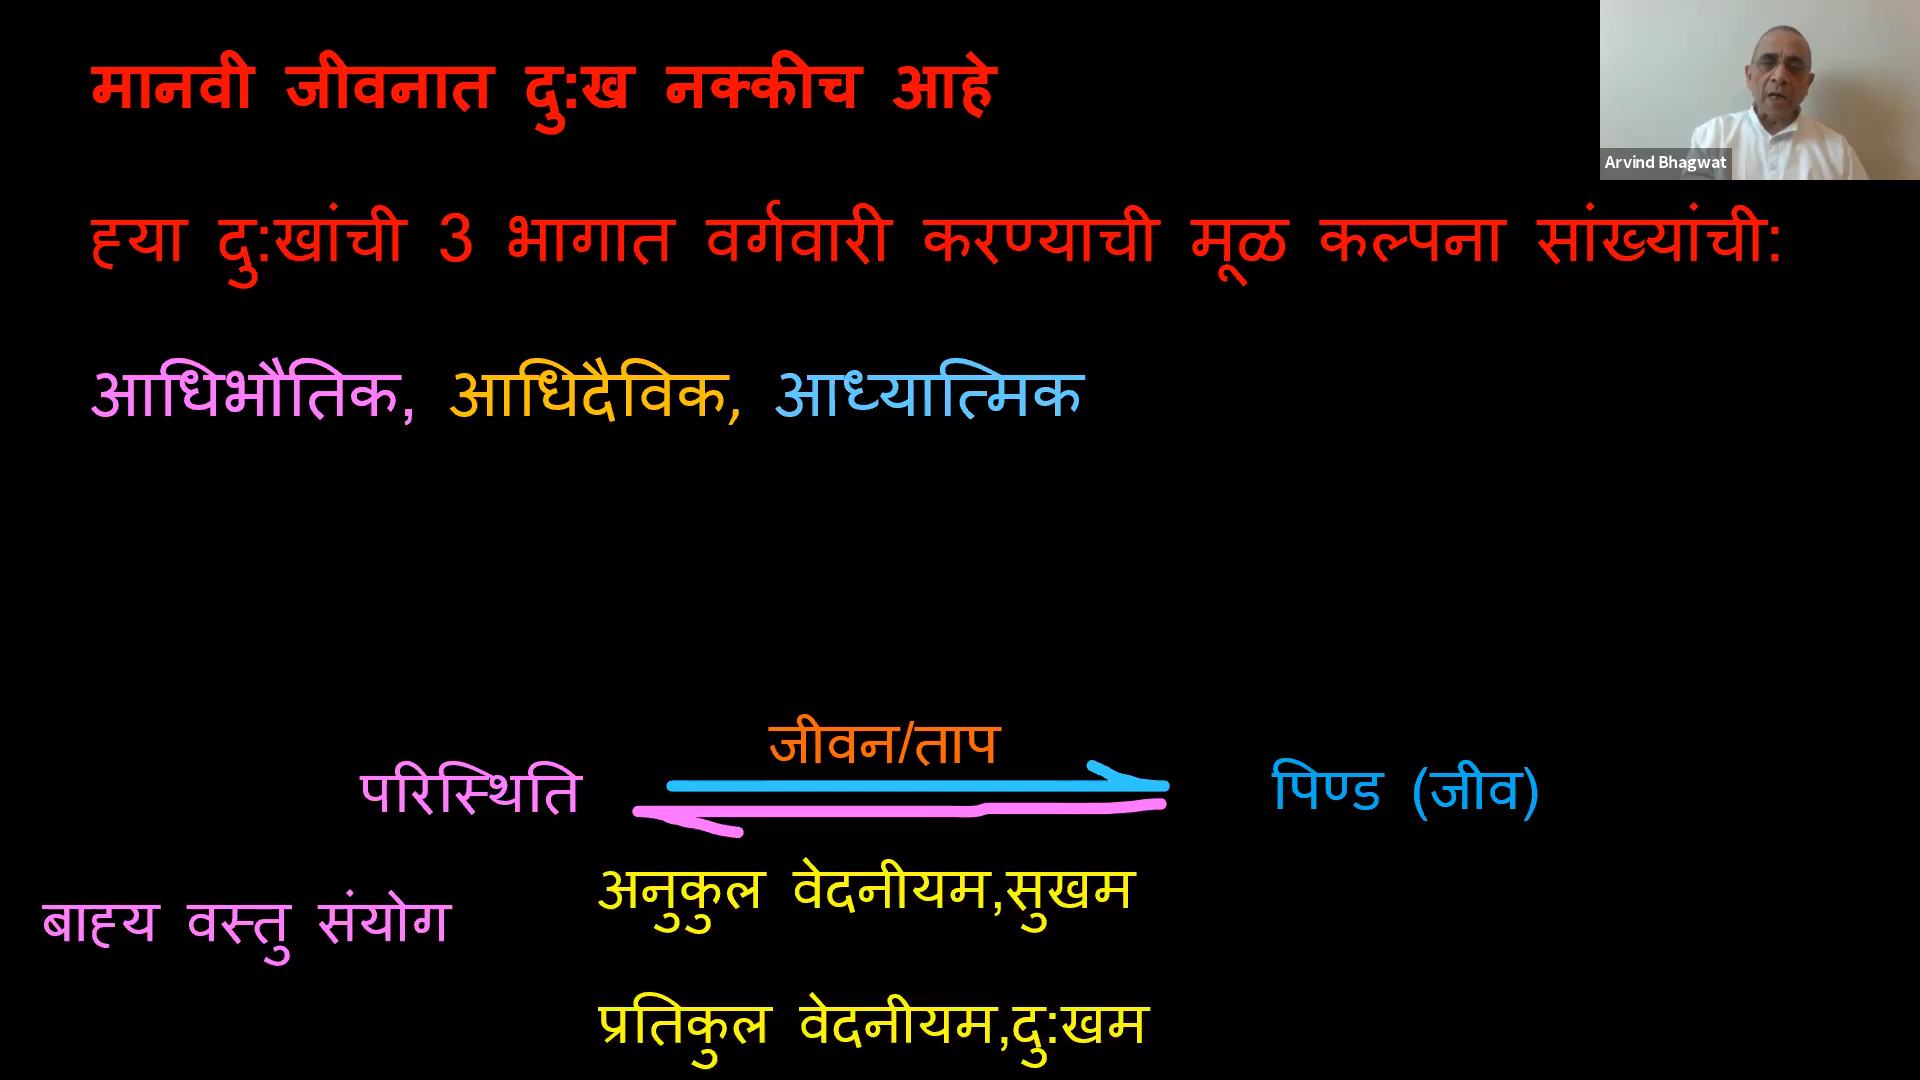 मानवी जीवनात दु:ख नक्कीच आहे
Arvind Bhagwat
ह्या दु:खांची 3 भागात वर्गवारी करण्याची मूळ कल्पना सांख्यांची:
आधिभौतिक, आधिदैविक, आध्यात्मिक
जीवन/ताप
परिस्थिति
पिण्ड (जीव)
अनुकुल वेदनीयम,सुखम
बाह्य वस्तु संयोग
प्रतिकुल वेदनीयम,दु:खम